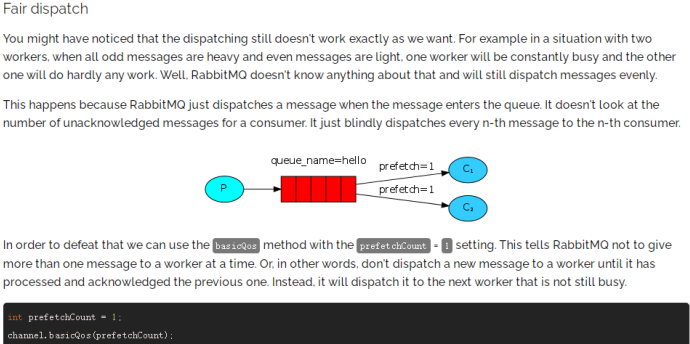 Fair dispatch
You might have noticed that the dispatching still doesn't work exactly as we want. For example in a situation with two
workers, when all odd messages are heavy and even messages are light, one worker will be constantly busy and the other
one will do hardly any work. Well, RabbitMQ doesn't know anything about that and will still dispatch messages evenly.
This happens because RabbitMQ just dispatches a message when the message enters the queue. It doesn't look at the
number of unacknowledged messages for a consumer. It just blindly dispatches every n-th message to the n-th consumer.
queue_name=hello
prefetch=1
C₁
P
prefetch=1
C₂
In order to defeat that we can use the basicQos method with the prefetchCount = 1 setting. This tells RabbitMQ not to give
more than one message to a worker at a time. Or, in other words, don't dispatch a new message to a worker until it has
processed and acknowledged the previous one. Instead, it will dispatch it to the next worker that is not still busy.
int prefetchCount = 1;
channel.basicQos(prefetchCount);